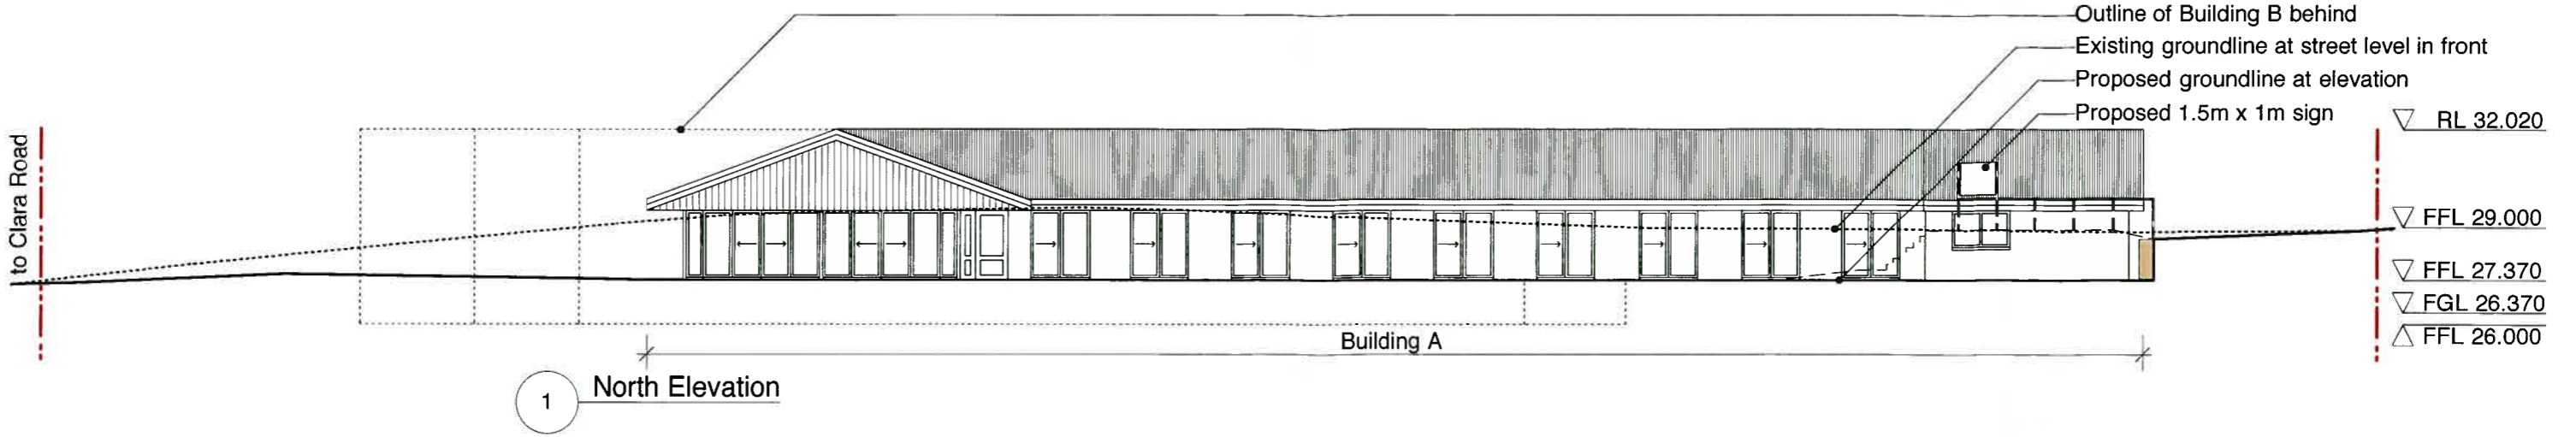 Outline of Building B behind
Existing groundline at street level in front
Proposed groundline at elevation
Proposed 1.5m x 1m sign
to Clara Road
RL 32.020
FFL 29.000
FFL 27.370
FGL 26.370
FFL 26.000
Building A
1 North Elevation